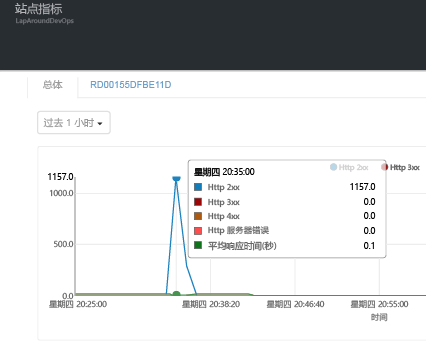 站点指标
LapAroundDevOps
总体
RD00155DFBE11D
过去 1 小时
Http 2xx
Http 3xx
1157.0
1000.0
500.0
0.0
星期四 20:35:00
Http 2xx 1157.0
Http 3xx 0.0
Http 4xx 0.0
Http 服务器错误 0.0
平均响应时间(秒) 0.1
星期四 20:25:00
星期四 20:38:20
星期四 20:46:40
星期四 20:55:00
时间